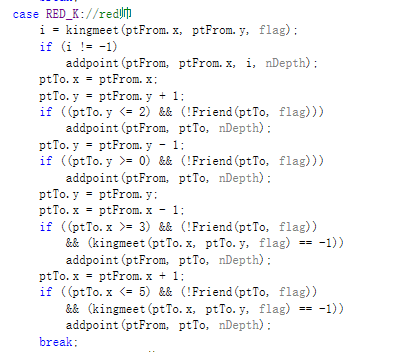 case RED_K://red帅
i = kingmeet(ptFrom.x, ptFrom.y, flag);
if (i != -1)
addpoint(ptFrom, ptFrom.x, i, nDepth);
ptTo.x = ptFrom.x;
ptTo.y = ptFrom.y + 1;
if ((ptTo.y <= 2) && (!Friend(ptTo, flag)))
addpoint(ptFrom, ptTo, nDepth);
ptTo.y = ptFrom.y - 1;
if ((ptTo.y >= 0) && (!Friend(ptTo, flag)))
addpoint(ptFrom, ptTo, nDepth);
ptTo.y = ptFrom.y;
ptTo.x = ptFrom.x - 1;
if ((ptTo.x >= 3) && (!Friend(ptTo, flag))
&& (kingmeet(ptTo.x, ptTo.y, flag) == -1))
addpoint(ptFrom, ptTo, nDepth);
ptTo.x = ptFrom.x + 1;
if ((ptTo.x <= 5) && (!Friend(ptTo, flag))
&& (kingmeet(ptTo.x, ptTo.y, flag) == -1))
addpoint(ptFrom, ptTo, nDepth);
break;